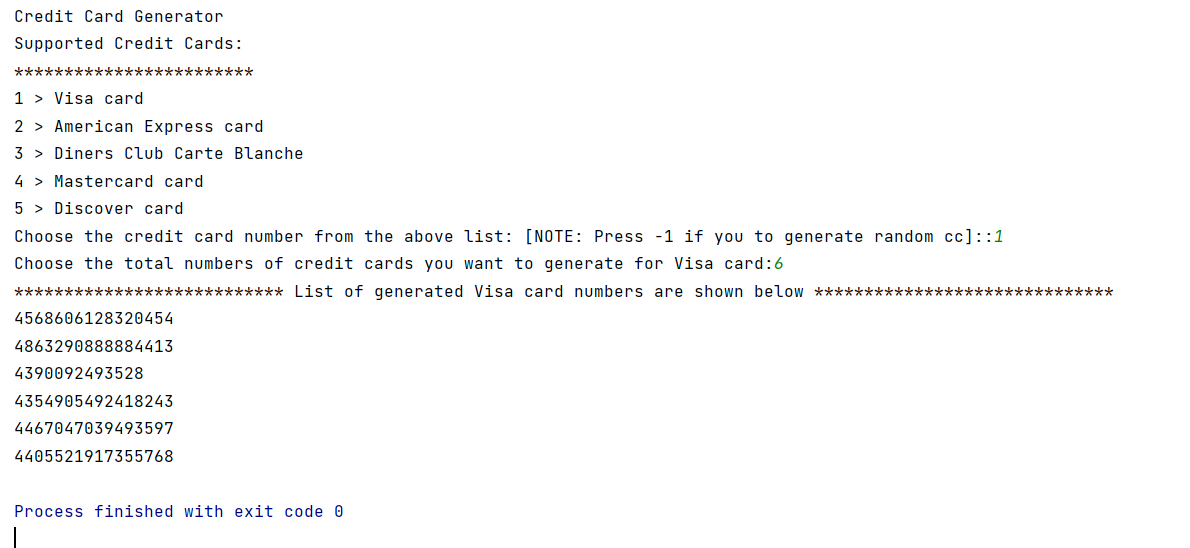 Credit Card Generator
Supported Credit Cards:
************************
1 > Visa card
2 > American Express card
3 > Diners Club Carte Blanche
4 > Mastercard card
5 > Discover card
Choose the credit card number from the above list: [NOTE: Press -1 if you to generate random cc]::1
Choose the total numbers of credit cards you want to generate for Visa card:6
*************************** List of generated Visa card numbers are shown below ******************************
4568606128320454
4863290888884413
4390092493528
4354905492418243
4467047039493597
4405521917355768
Process finished with exit code 0